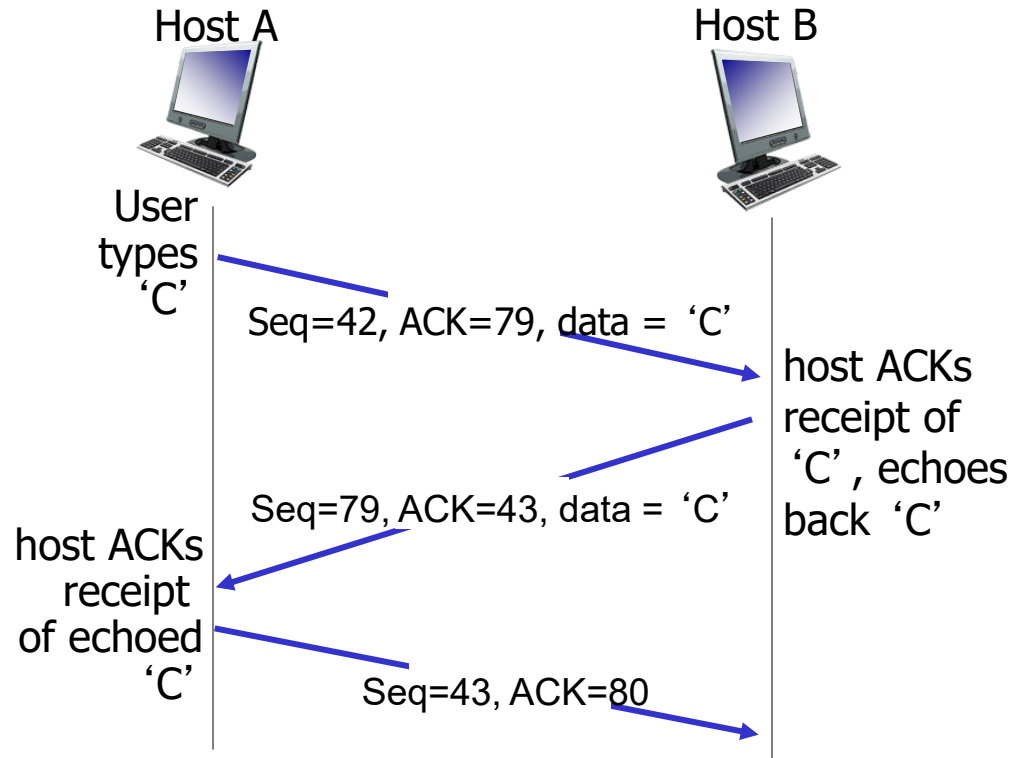 Host A
Host B
User
types
‘C’
Seq=42, ACK=79, data = ‘C’
host ACKs
receipt of
‘C’, echoes
back ‘C’
Seq=79, ACK=43, data = ‘C’
host ACKs
receipt
of echoed
‘C’
Seq=43, ACK=80